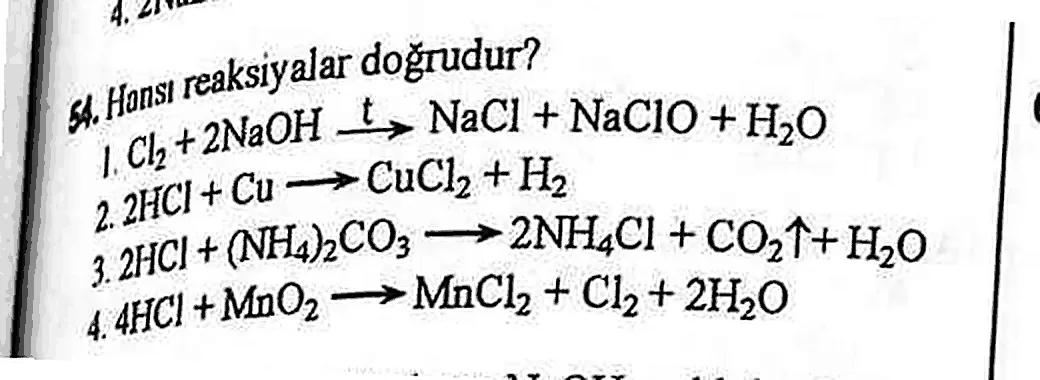 54. Hansı reaksiyalar doğrudur?
1. Cl₂ + 2NaOH —t→ NaCl + NaClO + H₂O
2. 2HCl + Cu ⟶ CuCl₂ + H₂
3. 2HCl + (NH₄)₂CO₃ ⟶ 2NH₄Cl + CO₂↑ + H₂O
4. 4HCl + MnO₂ ⟶ MnCl₂ + Cl₂ + 2H₂O